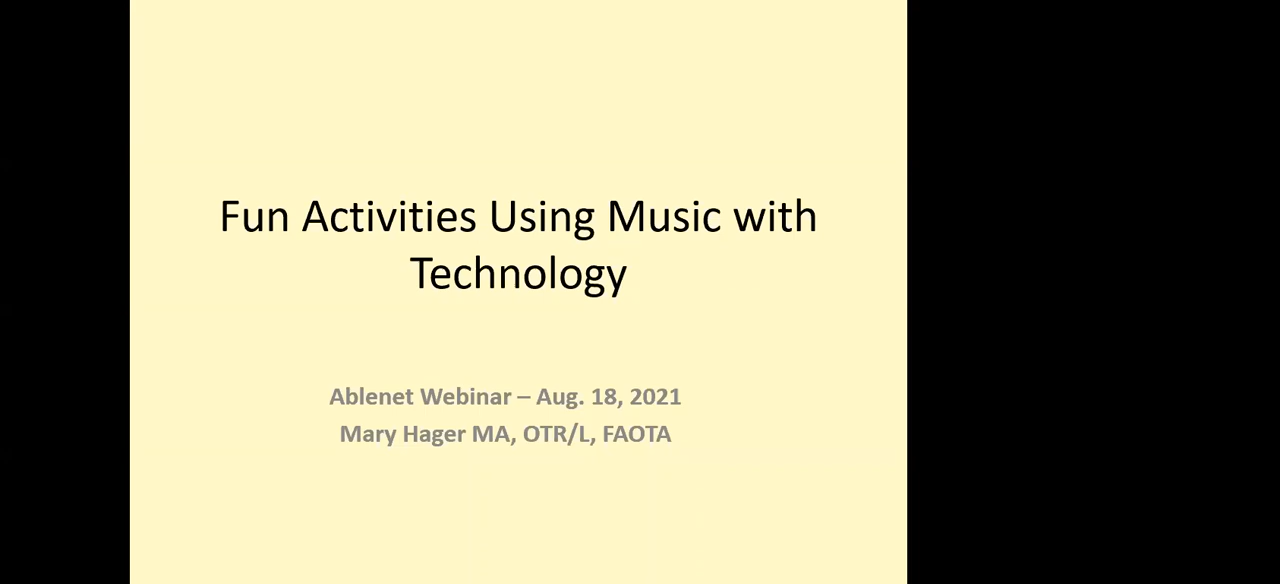 Fun Activities Using Music with
Technology
Ablenet Webinar – Aug. 18, 2021
Mary Hager MA, OTR/L, FAOTA